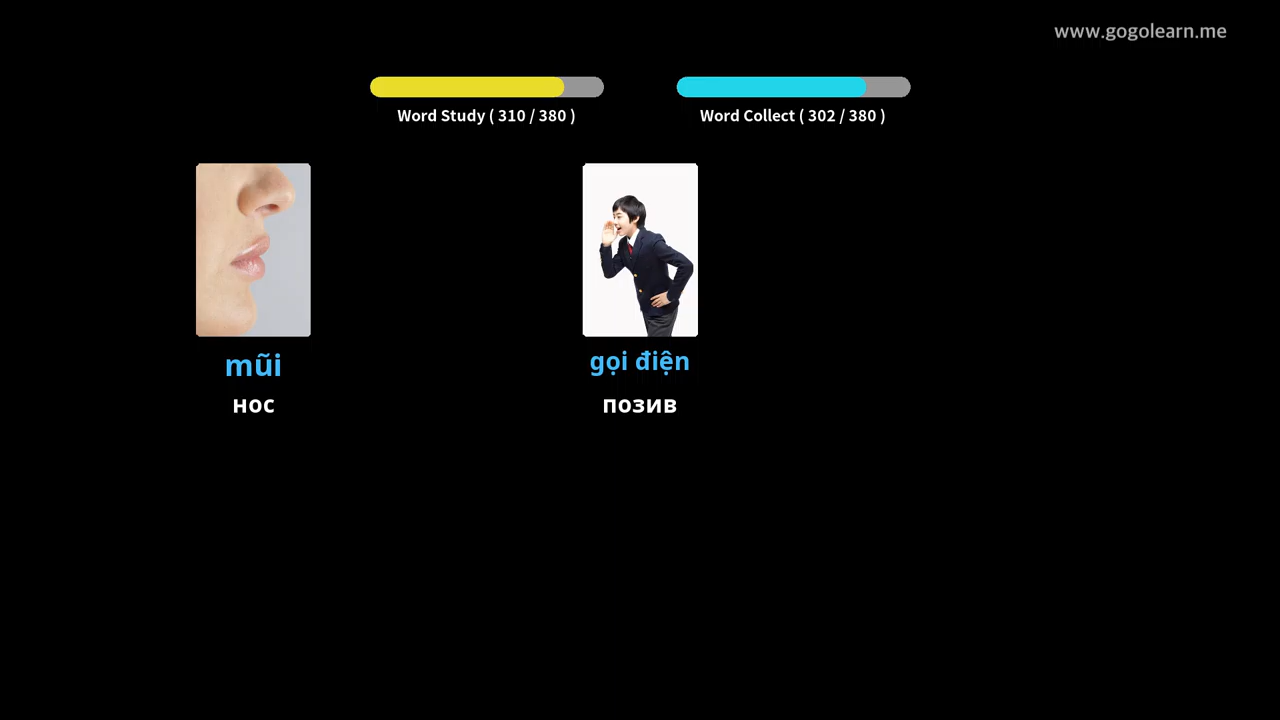 www.gogolearn.me
Word Study ( 310 / 380 )
Word Collect ( 302 / 380 )
mũi
нос
gọi điện
позив